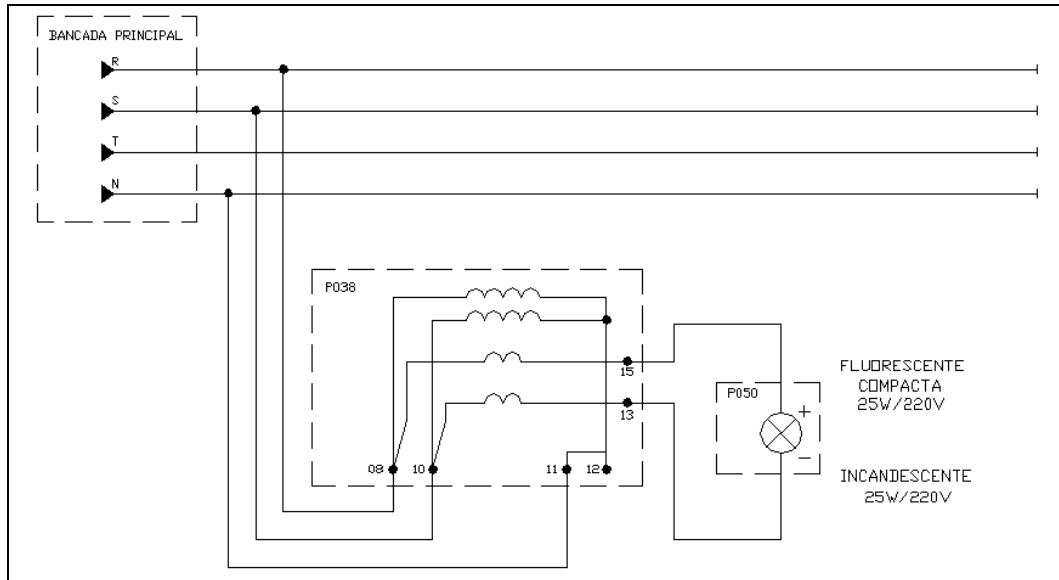 BANCADA PRINCIPAL
R
S
T
N
P038
15
13
08
10
11
12
P050
+
−
FLUORESCENTE
COMPACTA
25W/220V
INCANDESCENTE
25W/220V